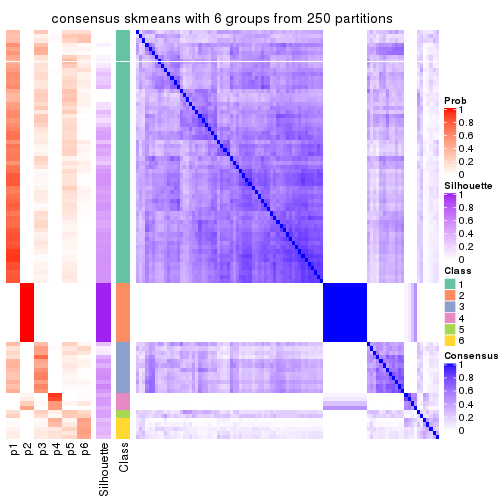 consensus skmeans with 6 groups from 250 partitions
Prob
1
0.8
0.6
0.4
0.2
0
Silhouette
1
0.8
0.6
0.4
0.2
0
Class
1
2
3
4
5
6
Consensus
1
0.8
0.6
0.4
0.2
0
p1
p2
p3
p4
p5
p6
Silhouette
Class